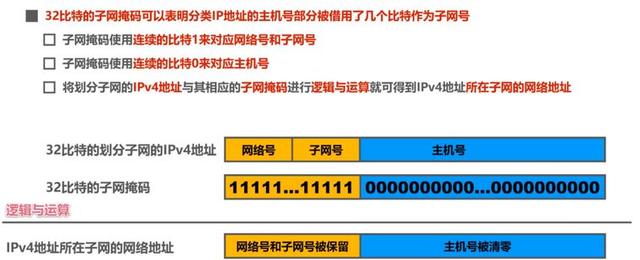 32比特的子网掩码可以表明分类IP地址的主机号部分被借用了几个比特作为子网号
子网掩码使用连续的比特1来对应网络号和子网号
子网掩码使用连续的比特0来对应主机号
将划分子网的IPv4地址与其相应的子网掩码进行逻辑与运算就可得到IPv4地址所在子网的网络地址
32比特的划分子网的IPv4地址 网络号 子网号 主机号
32比特的子网掩码 11111...11111 0000000000...0000000000
逻辑与运算
IPv4地址所在子网的网络地址 网络号和子网号被保留 主机号被清零